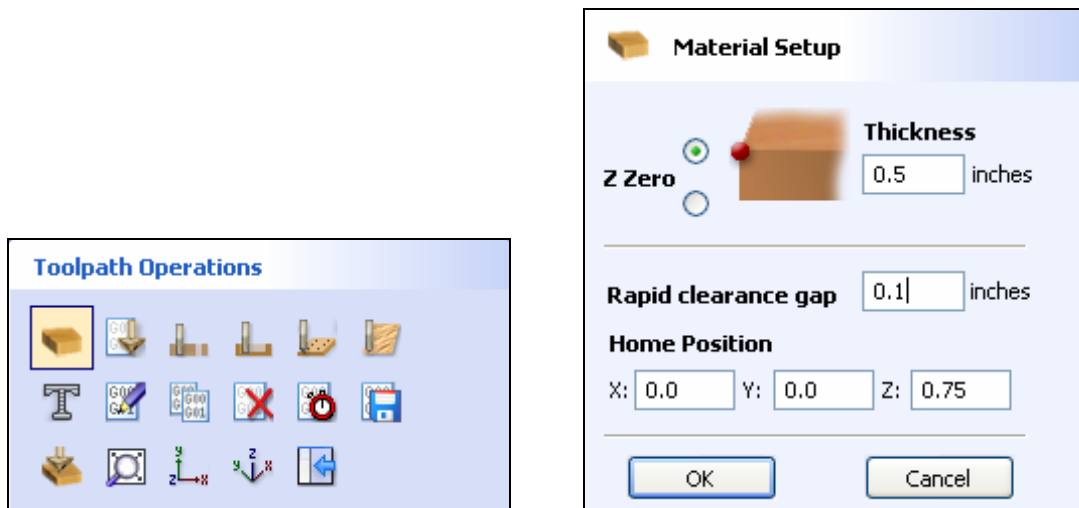 Toolpath Operations
Material Setup
Thickness
Z Zero
0.5 inches
Rapid clearance gap 0.1 inches
Home Position
X: 0.0 Y: 0.0 Z: 0.75
OK Cancel